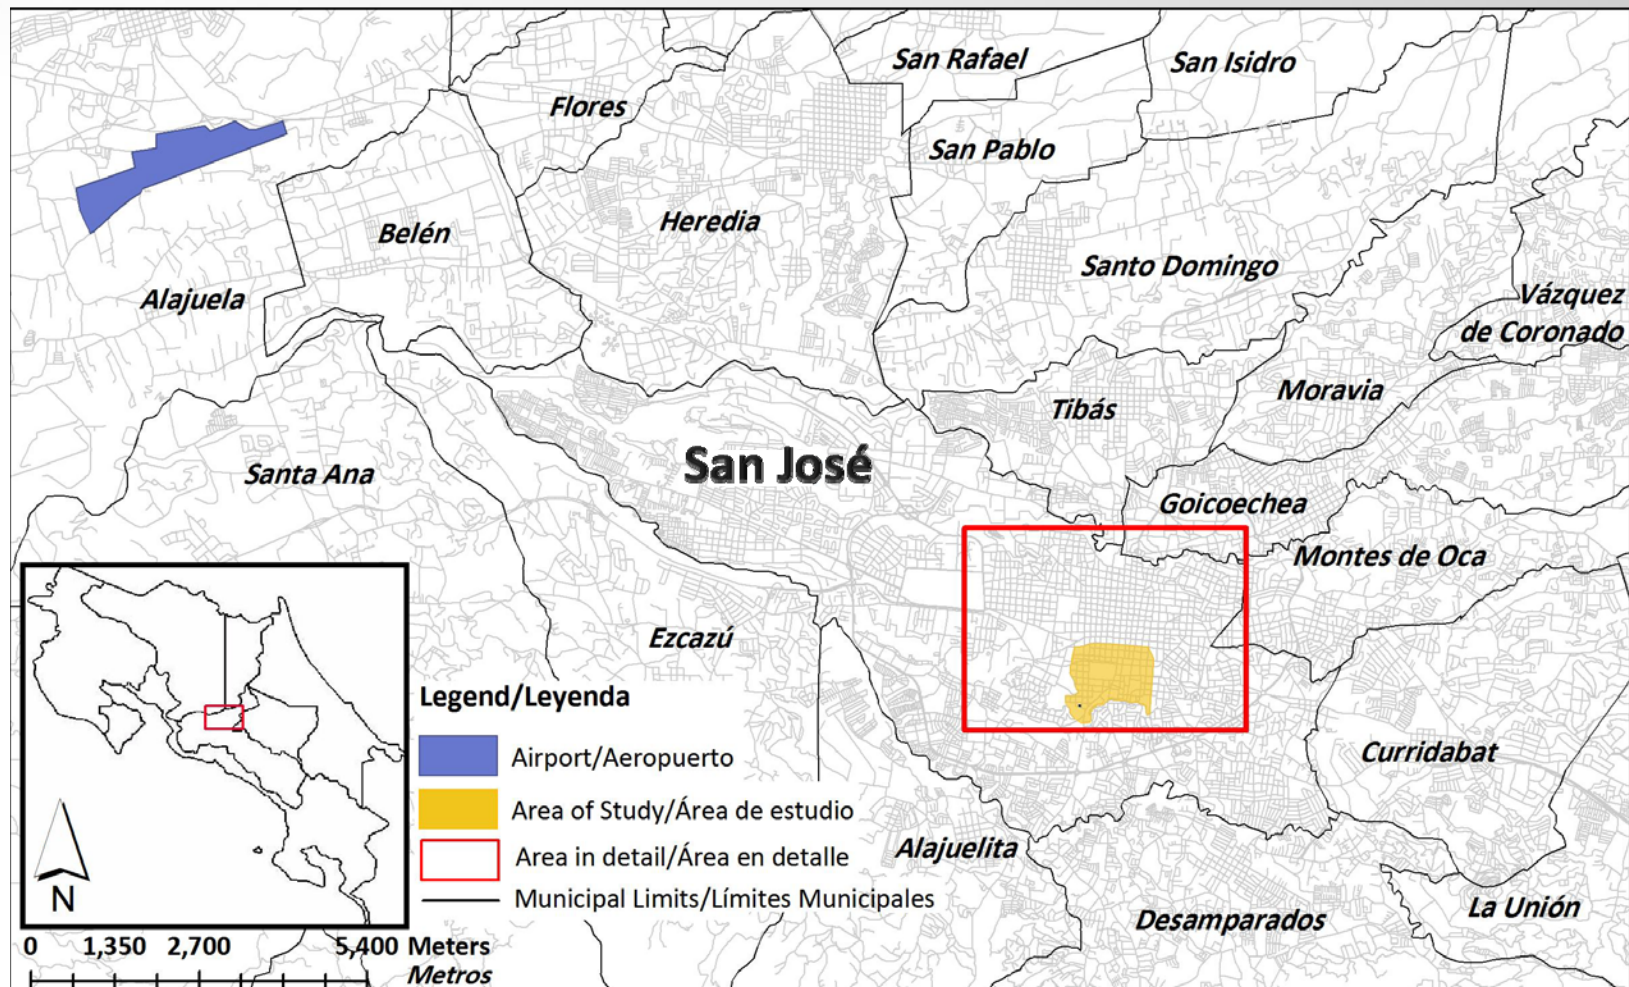 San Rafael
San Isidro
Flores
San Pablo
Heredia
Belén
Santo Domingo
Alajuela
Vázquez
de Coronado
Moravia
Tibás
San José
Santa Ana
Goicoechea
Montes de Oca
Ezcazú
Legend/Leyenda
Airport/Aeropuerto
Area of Study/Área de estudio
Area in detail/Área en detalle
Municipal Limits/Límites Municipales
Curridabat
Alajuelita
Desamparados
La Unión
N
0 1,350 2,700 5,400 Meters
Metros